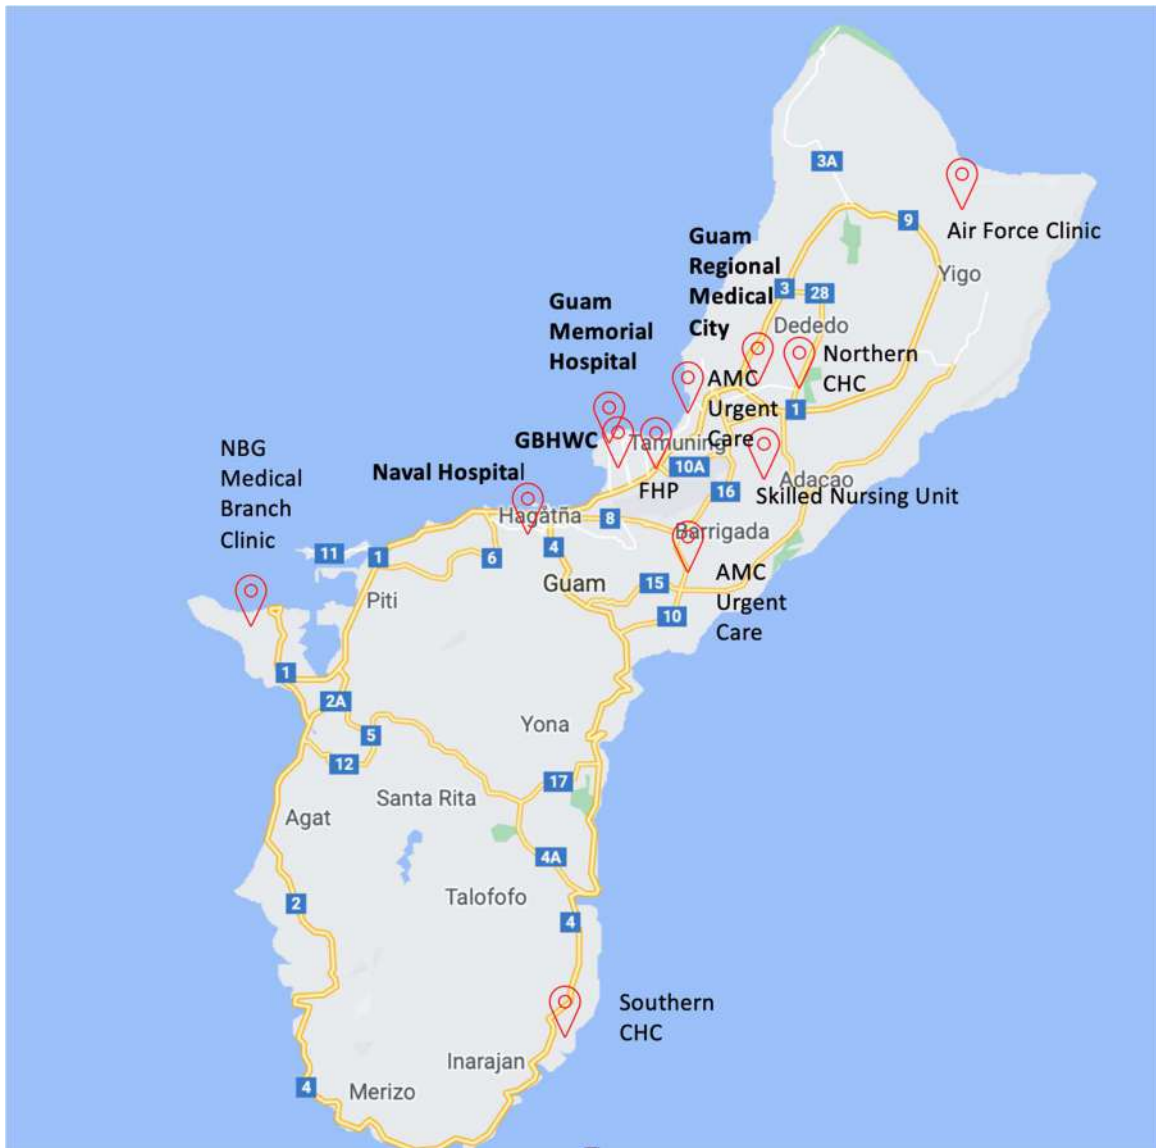 3A
9
Air Force Clinic
Yigo
Guam
Regional
Medical
City
3
28
Dededo
Guam
Memorial
Hospital
Northern
CHC
AMC
Urgent
Care
1
GBHWC
Tamuning
10A
FHP
16
Adacao
Skilled Nursing Unit
NBG
Medical
Branch
Clinic
Naval Hospital
Hagåtña
8
Barrigada
11
1
6
4
Guam
15
10
AMC
Urgent
Care
Piti
1
2A
5
12
Yona
17
Santa Rita
Agat
4A
Talofofo
2
4
Southern
CHC
Inarajan
4
Merizo